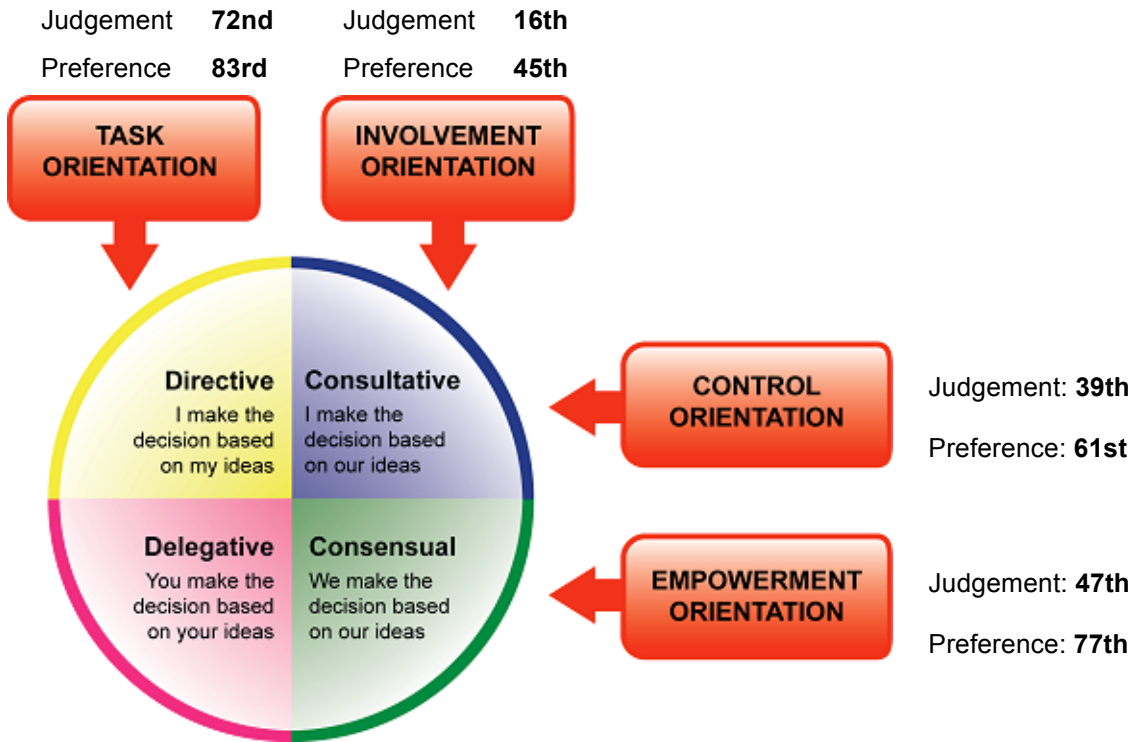 Judgement 72nd
Preference 83rd
Judgement 16th
Preference 45th
TASK
ORIENTATION
INVOLVEMENT
ORIENTATION
Directive
I make the
decision based
on my ideas
Consultative
I make the
decision based
on our ideas
CONTROL
ORIENTATION
Judgement: 39th
Preference: 61st
Delegative
You make the
decision based
on your ideas
Consensual
We make the
decision based
on our ideas
EMPOWERMENT
ORIENTATION
Judgement: 47th
Preference: 77th